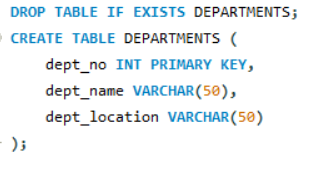 DROP TABLE IF EXISTS DEPARTMENTS;
CREATE TABLE DEPARTMENTS (
dept_no INT PRIMARY KEY,
dept_name VARCHAR(50),
dept_location VARCHAR(50)
);